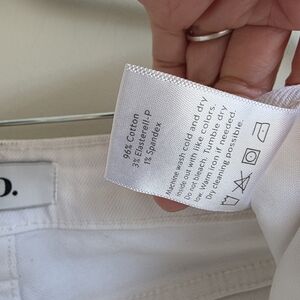 96% Cotton
3% Elasterell-P
1% Spandex
Machine wash cold and dry
inside out with like colors.
Do not bleach. Tumble dry
low. Warm iron if needed.
Dry cleaning possible.
D.